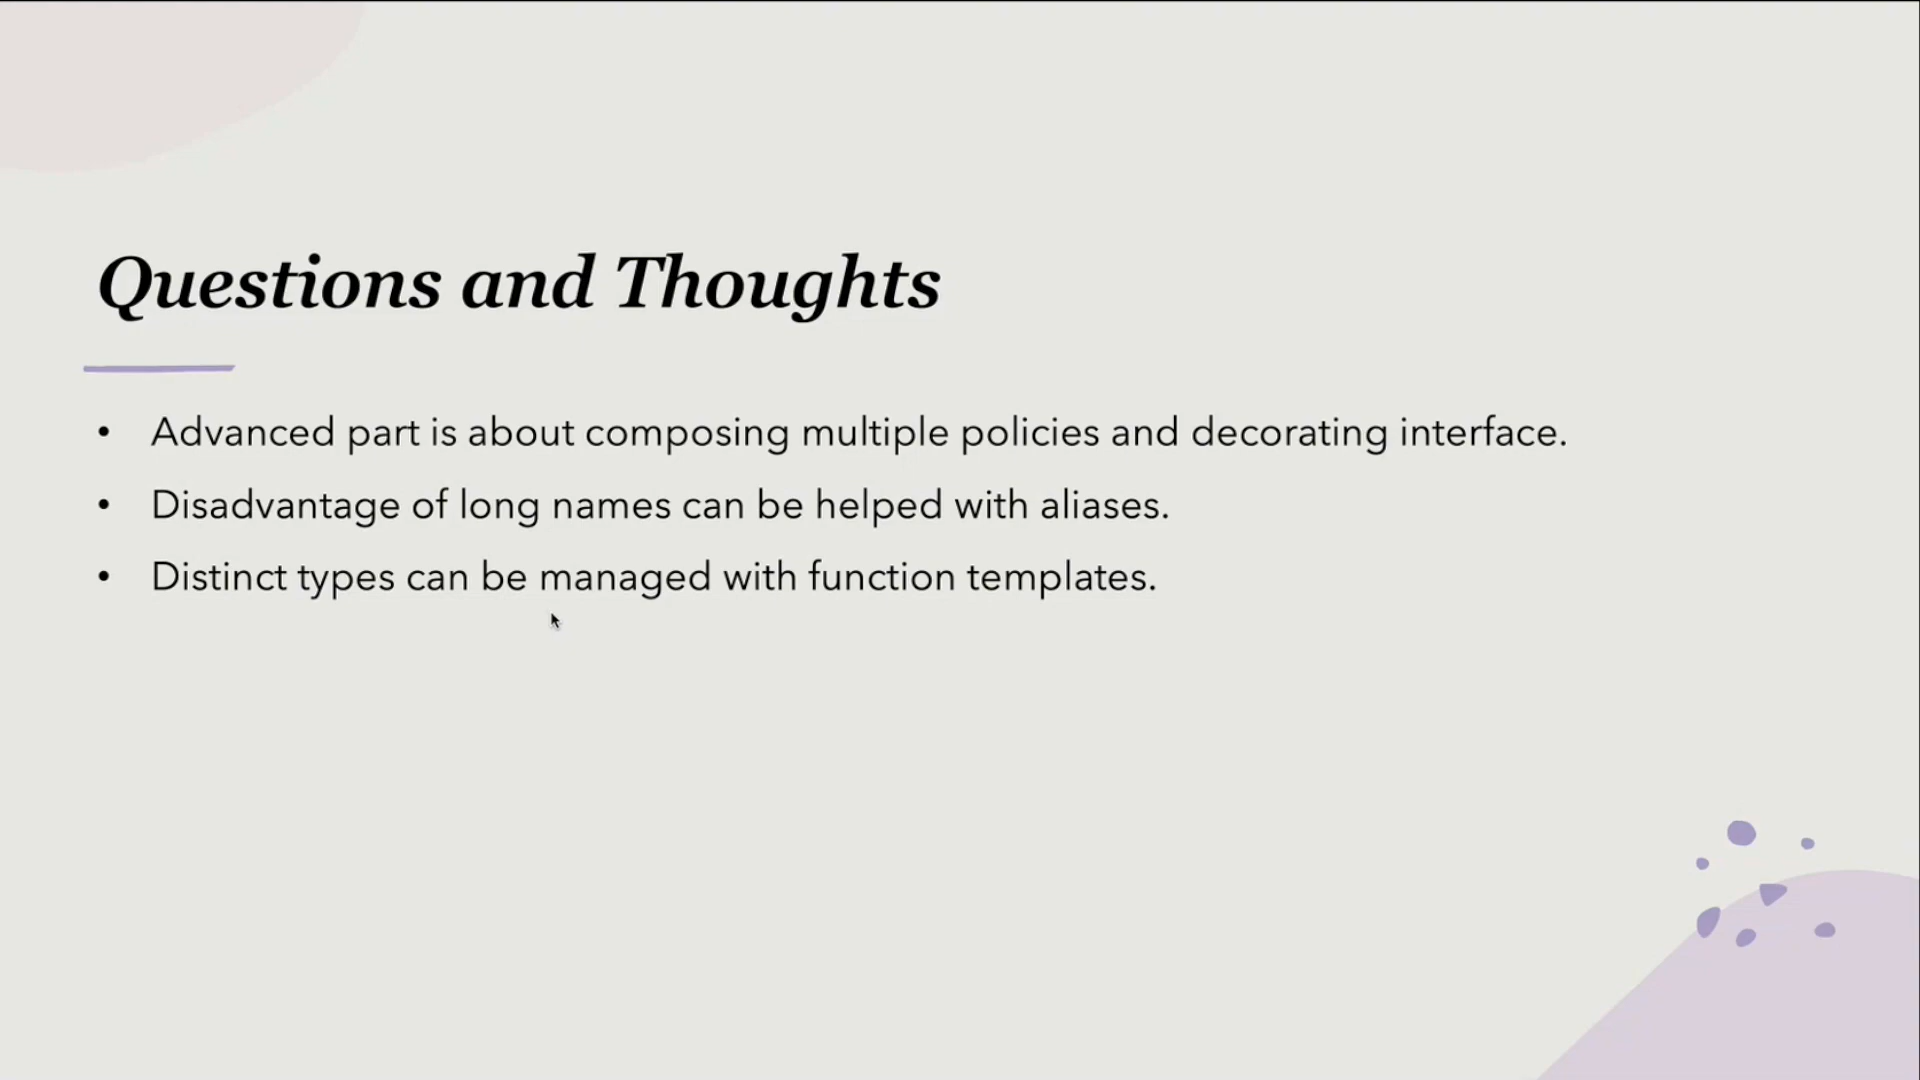 Questions and Thoughts
• Advanced part is about composing multiple policies and decorating interface.
• Disadvantage of long names can be helped with aliases.
• Distinct types can be managed with function templates.